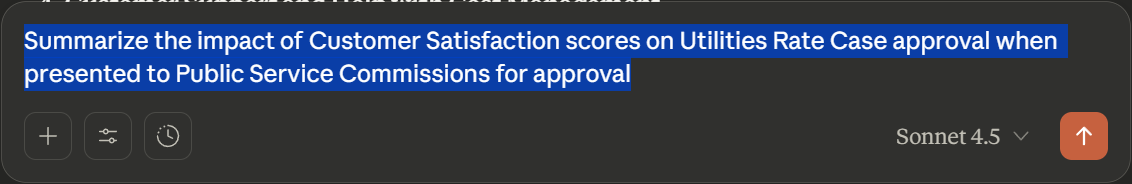 Summarize the impact of Customer Satisfaction scores on Utilities Rate Case approval when
presented to Public Service Commissions for approval
Sonnet 4.5